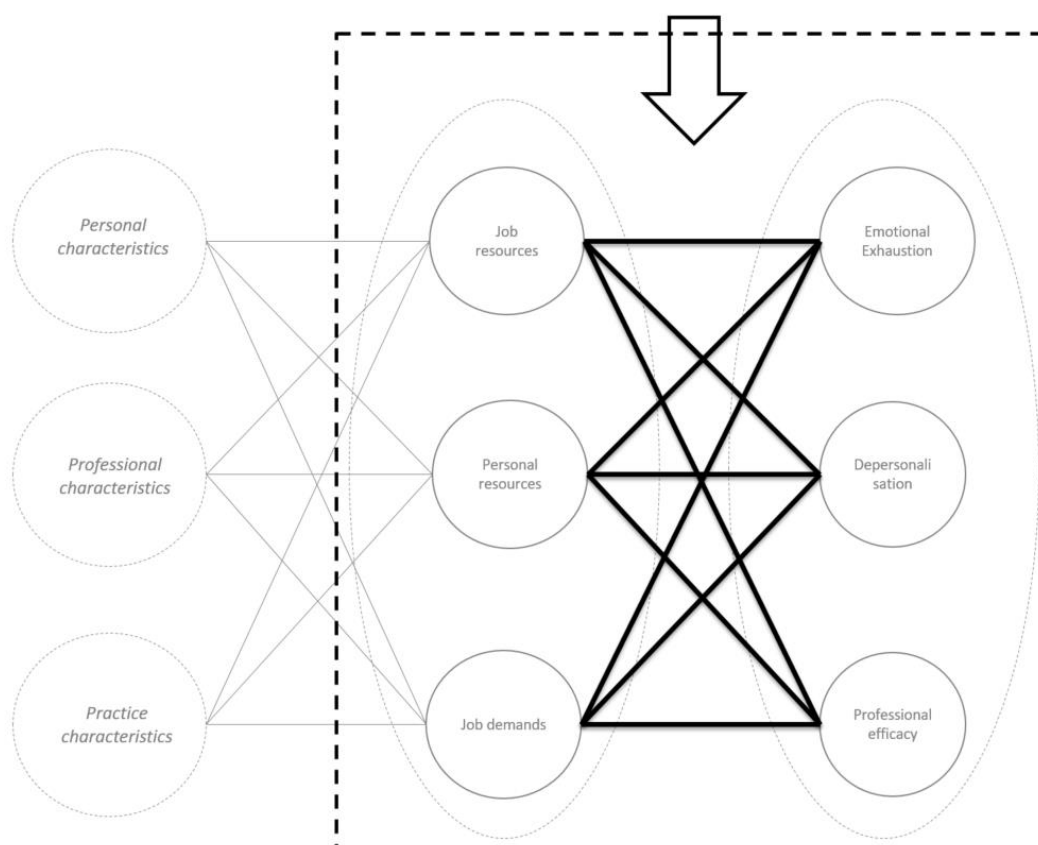 Personal
characteristics
Job
resources
Emotional
Exhaustion
Professional
characteristics
Personal
resources
Depersonali
sation
Practice
characteristics
Job demands
Professional
efficacy